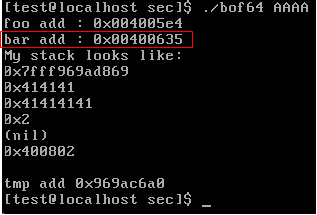 [test@localhost sec]$ ./bof64 AAAA
foo add : 0x004005e4
bar add : 0x00400635
My stack looks like:
0x7fff969ad869
0x414141
0x41414141
0x2
(nil)
0x400802
tmp add 0x969ac6a0
[test@localhost sec]$ _